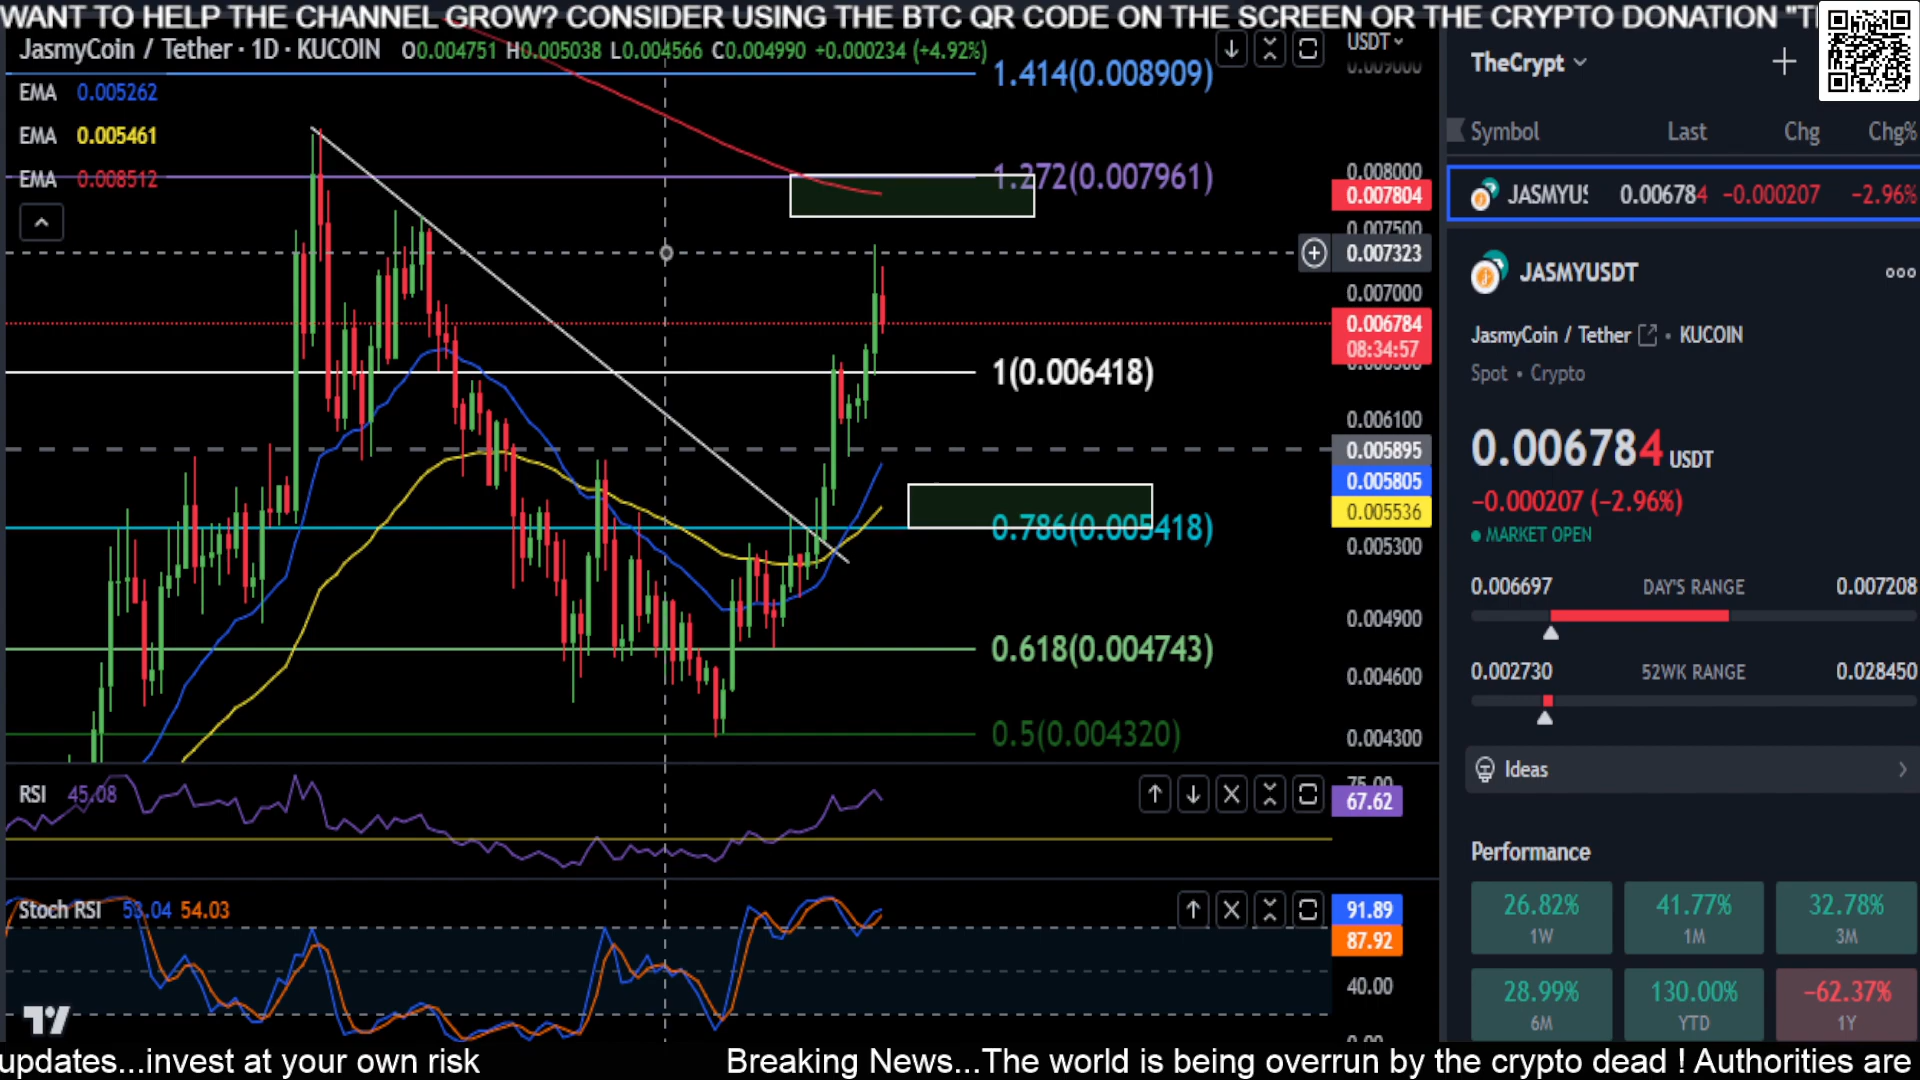 WANT TO HELP THE CHANNEL GROW? CONSIDER USING THE BTC QR CODE ON THE SCREEN OR THE CRYPTO DONATION
JasmyCoin / Tether · 1D · KUCOIN O0.004751 H0.005038 L0.004566 C0.004990 +0.000234 (+4.92%)
USDT
0.009000
EMA 0.005262
EMA 0.005461
EMA 0.008512
1.414(0.008909)
1.272(0.007961)
1(0.006418)
0.786(0.005418)
0.618(0.004743)
0.5(0.004320)
0.008000
0.007804
0.007500
0.007323
0.007000
0.006784
08:34:57
0.006100
0.005895
0.005805
0.005536
0.005300
0.004900
0.004600
0.004300
RSI 45.08
75.00
67.62
Stoch RSI 53.04 54.03
91.89
87.92
40.00
0.00
TheCrypt
Symbol Last Chg Chg%
JASMYUS 0.006784 −0.000207 −2.96%
JASMYUSDT
JasmyCoin / Tether • KUCOIN
Spot • Crypto
0.006784 USDT
−0.000207 (−2.96%)
MARKET OPEN
0.006697 DAY'S RANGE 0.007208
0.002730 52WK RANGE 0.028450
Ideas
Performance
26.82% 41.77% 32.78%
1W 1M 3M
28.99% 130.00% −62.37%
6M YTD 1Y
updates...invest at your own risk Breaking News...The world is being overrun by the crypto dead ! Authorities are